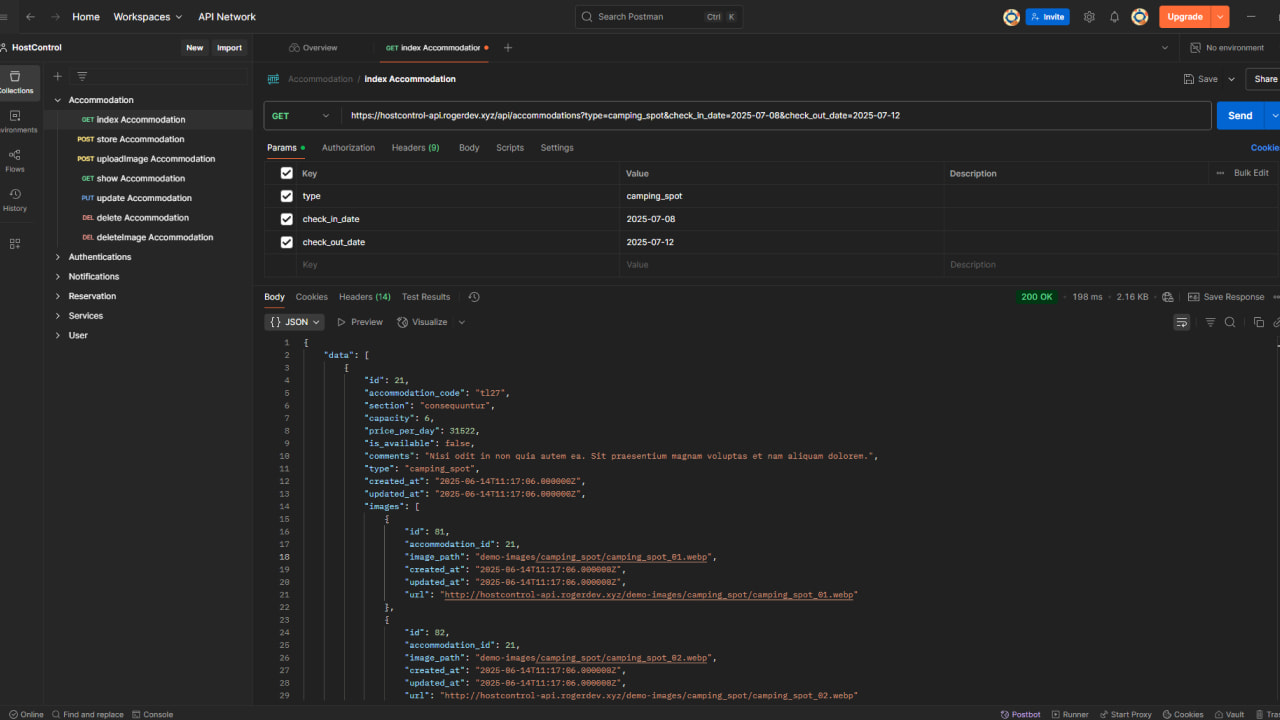 Home Workspaces API Network Search Postman Ctrl K Invite Upgrade
HostControl New Import Overview GET index Accommodation No environment
Collections
Accommodation / index Accommodation Save Share
Accommodation
GET index Accommodation
POST store Accommodation
POST uploadImage Accommodation
GET show Accommodation
PUT update Accommodation
DEL delete Accommodation
DEL deleteImage Accommodation
Authentications
Notifications
Reservation
Services
User
Flows
History
GET https://hostcontrol-api.rogerdev.xyz/api/accommodations?type=camping_spot&check_in_date=2025-07-08&check_out_date=2025-07-12 Send
Params Authorization Headers (9) Body Scripts Settings Cookie
Key Value Description Bulk Edit
type camping_spot
check_in_date 2025-07-08
check_out_date 2025-07-12
Key Value Description
Body Cookies Headers (14) Test Results 200 OK 198 ms 2.16 KB Save Response
{ } JSON Preview Visualize
1 {
2 "data": [
3 {
4 "id": 21,
5 "accommodation_code": "tl27",
6 "section": "consequuntur",
7 "capacity": 6,
8 "price_per_day": 31522,
9 "is_available": false,
10 "comments": "Nisi odit in non quia autem ea. Sit praesentium magnam voluptas et nam aliquam dolorem.",
11 "type": "camping_spot",
12 "created_at": "2025-06-14T11:17:06.000000Z",
13 "updated_at": "2025-06-14T11:17:06.000000Z",
14 "images": [
15 {
16 "id": 81,
17 "accommodation_id": 21,
18 "image_path": "demo-images/camping_spot/camping_spot_01.webp",
19 "created_at": "2025-06-14T11:17:06.000000Z",
20 "updated_at": "2025-06-14T11:17:06.000000Z",
21 "url": "http://hostcontrol-api.rogerdev.xyz/demo-images/camping_spot/camping_spot_01.webp"
22 },
23 {
24 "id": 82,
25 "accommodation_id": 21,
26 "image_path": "demo-images/camping_spot/camping_spot_02.webp",
27 "created_at": "2025-06-14T11:17:06.000000Z",
28 "updated_at": "2025-06-14T11:17:06.000000Z",
29 "url": "http://hostcontrol-api.rogerdev.xyz/demo-images/camping_spot/camping_spot_02.webp"
Online Find and replace Console Postbot Runner Start Proxy Cookies Vault